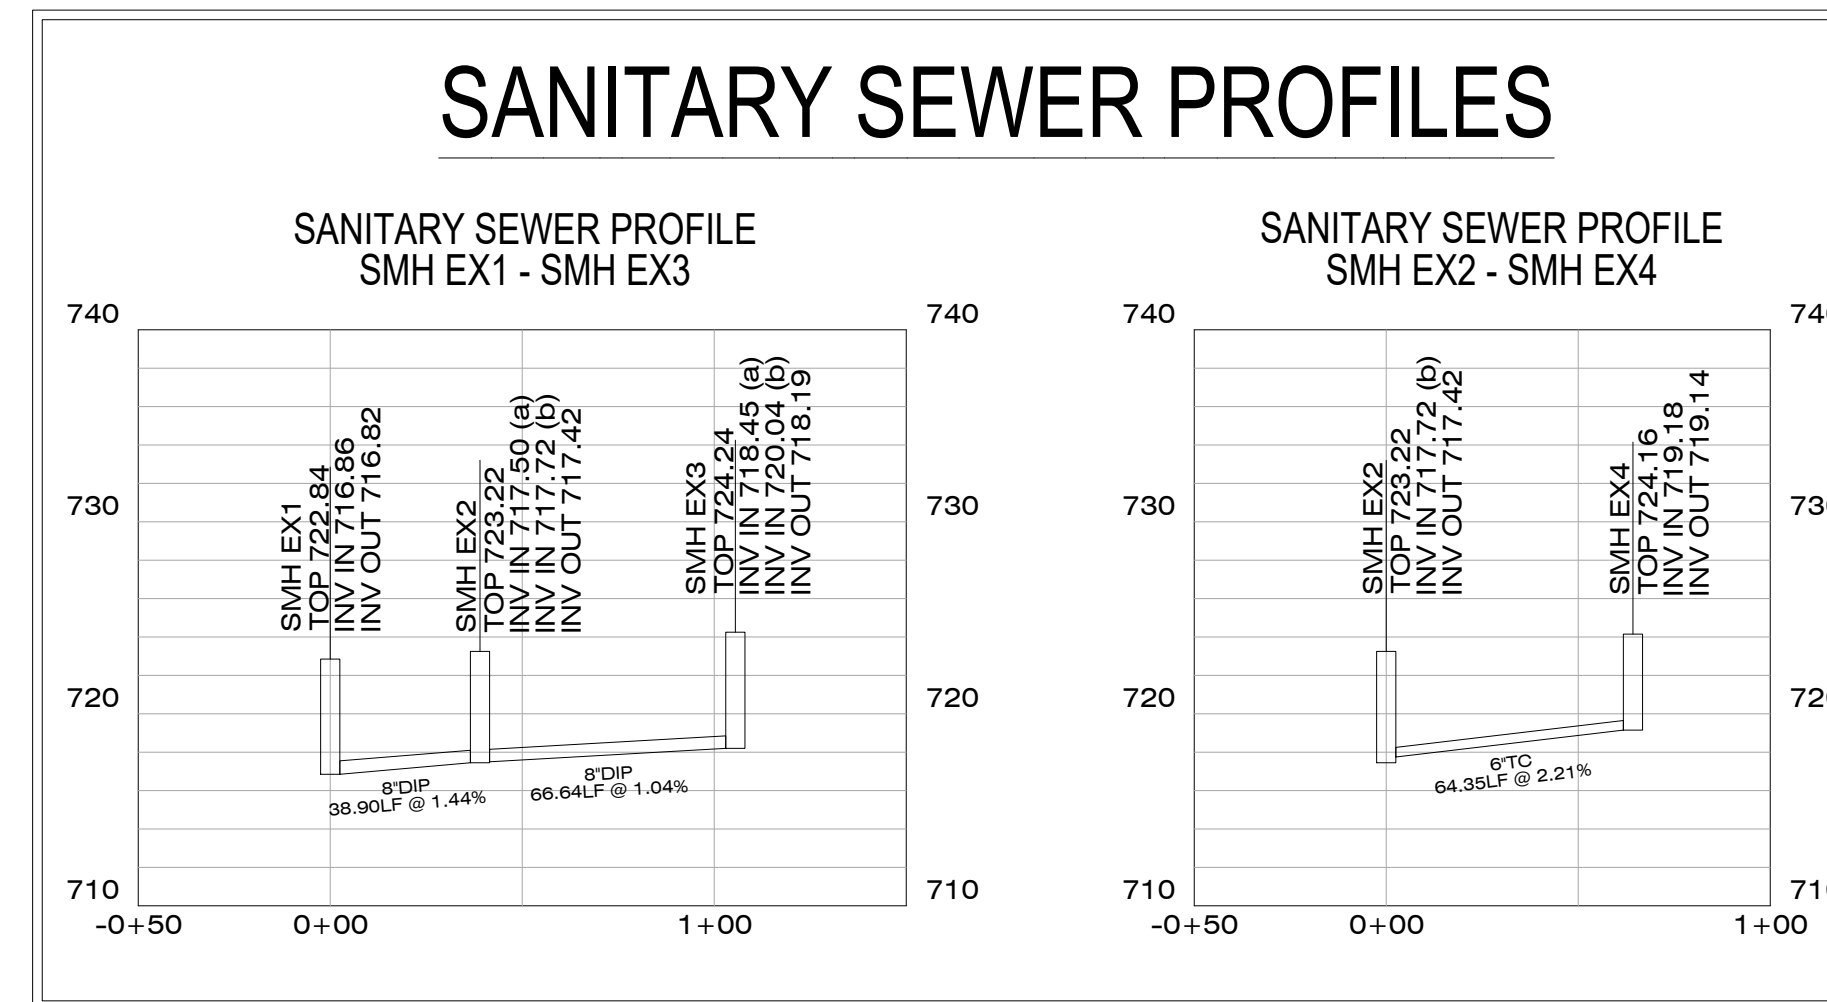 SANITARY SEWER PROFILES
SANITARY SEWER PROFILE
SMH EX1 - SMH EX3
740
740
730
730
720
720
710
710
-0+50
0+00
1+00
SMH EX1
TOP 722.84
INV IN 716.86
INV OUT 716.82
SMH EX2
TOP 723.22
INV IN 717.50 (a)
INV IN 717.72 (b)
INV OUT 717.42
SMH EX3
TOP 724.24
INV IN 718.45 (a)
INV IN 720.04 (b)
INV OUT 718.19
8"DIP
38.90LF @ 1.44%
8"DIP
66.64LF @ 1.04%
SANITARY SEWER PROFILE
SMH EX2 - SMH EX4
740
730
720
710
-0+50
0+00
1+00
SMH EX2
TOP 723.22
INV IN 717.72 (b)
INV OUT 717.42
SMH EX4
TOP 724.16
INV IN 719.18
INV OUT 719.14
6"TC
64.35LF @ 2.21%